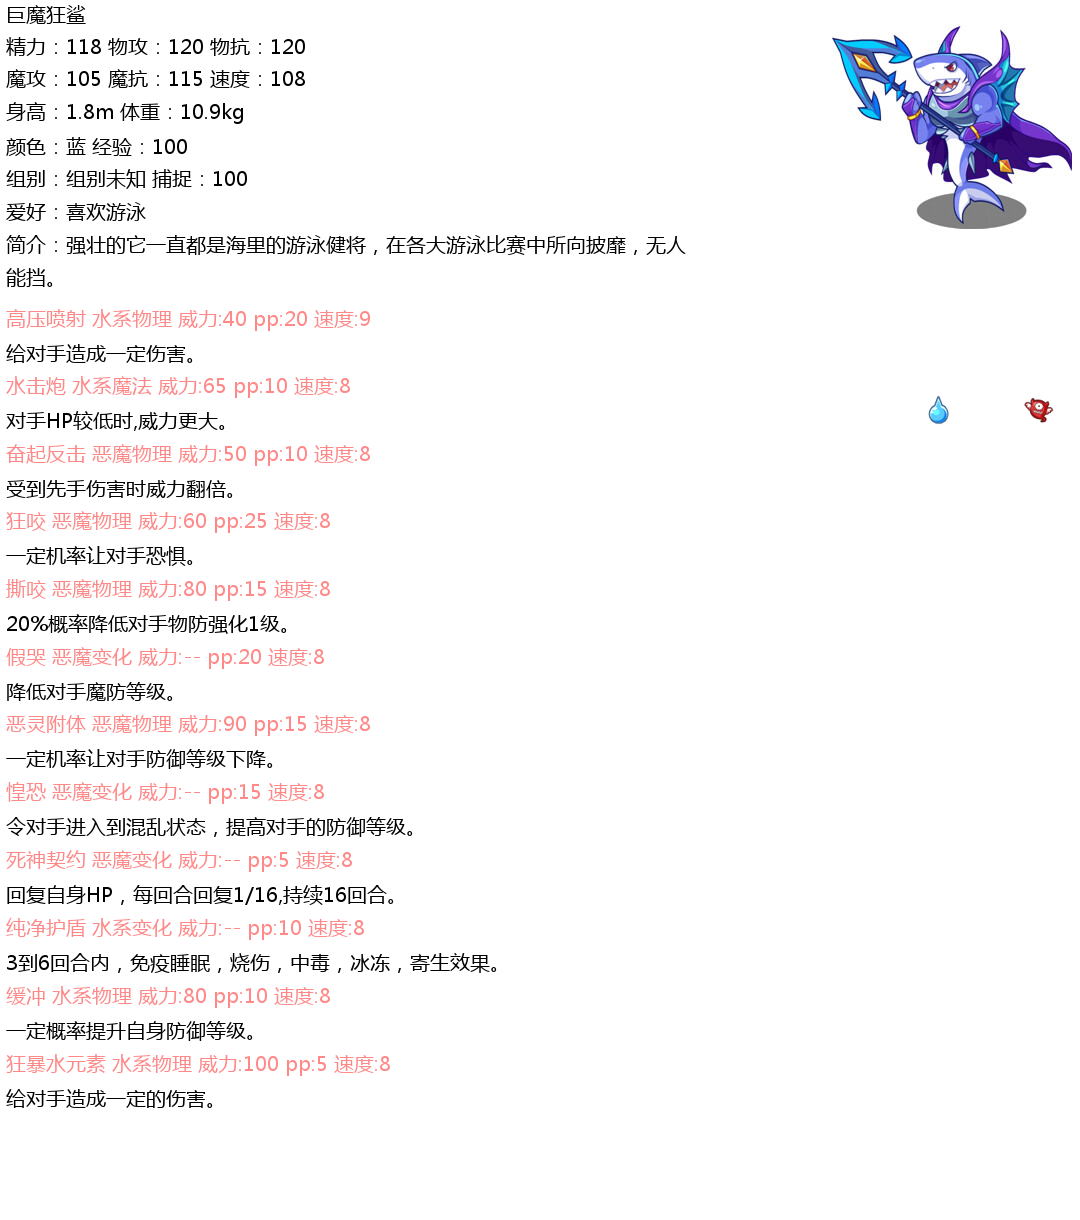 巨魔狂鲨
精力：118 物攻：120 物抗：120
魔攻：105 魔抗：115 速度：108
身高：1.8m 体重：10.9kg
颜色：蓝 经验：100
组别：组别未知 捕捉：100
爱好：喜欢游泳
简介：强壮的它一直都是海里的游泳健将，在各大游泳比赛中所向披靡，无人
能挡。
高压喷射 水系物理 威力:40 pp:20 速度:9
给对手造成一定伤害。
水击炮 水系魔法 威力:65 pp:10 速度:8
对手HP较低时,威力更大。
奋起反击 恶魔物理 威力:50 pp:10 速度:8
受到先手伤害时威力翻倍。
狂咬 恶魔物理 威力:60 pp:25 速度:8
一定机率让对手恐惧。
撕咬 恶魔物理 威力:80 pp:15 速度:8
20%概率降低对手物防强化1级。
假哭 恶魔变化 威力:-- pp:20 速度:8
降低对手魔防等级。
恶灵附体 恶魔物理 威力:90 pp:15 速度:8
一定机率让对手防御等级下降。
惶恐 恶魔变化 威力:-- pp:15 速度:8
令对手进入到混乱状态，提高对手的防御等级。
死神契约 恶魔变化 威力:-- pp:5 速度:8
回复自身HP，每回合回复1/16,持续16回合。
纯净护盾 水系变化 威力:-- pp:10 速度:8
3到6回合内，免疫睡眠，烧伤，中毒，冰冻，寄生效果。
缓冲 水系物理 威力:80 pp:10 速度:8
一定概率提升自身防御等级。
狂暴水元素 水系物理 威力:100 pp:5 速度:8
给对手造成一定的伤害。